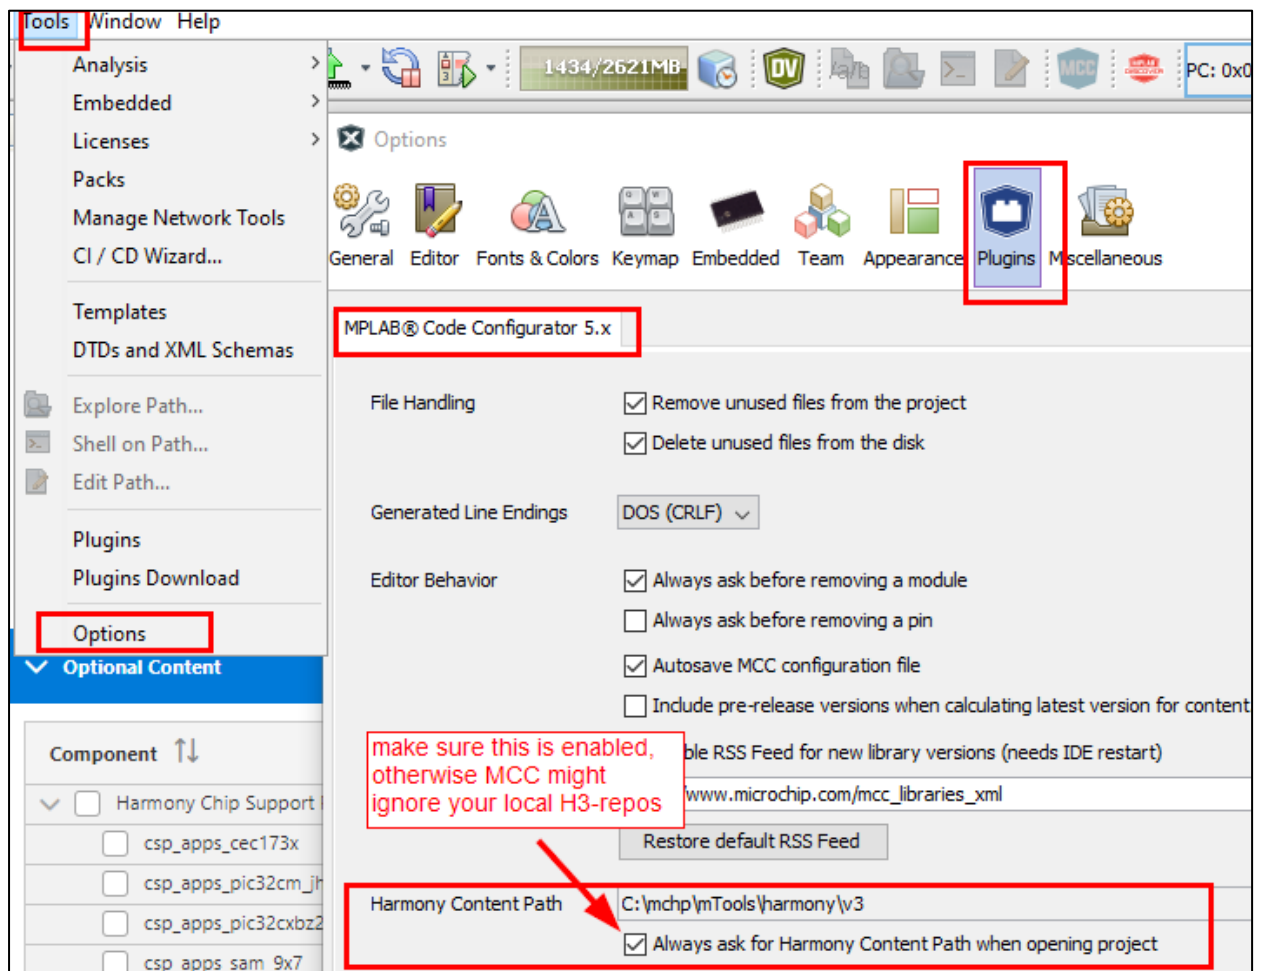 Tools Window Help
Analysis
Embedded
Licenses
Packs
Manage Network Tools
CI / CD Wizard...
Templates
DTDs and XML Schemas
Explore Path...
Shell on Path...
Edit Path...
Plugins
Plugins Download
Options
Optional Content
Component
Harmony Chip Support
csp_apps_cec173x
csp_apps_pic32cm_jh
csp_apps_pic32cxbz2
csp_apps_sam_9x7
1434/2621MB
DV
MCC
PC: 0x0
Options
General Editor Fonts & Colors Keymap Embedded Team Appearance Plugins Miscellaneous
MPLAB® Code Configurator 5.x
File Handling
Remove unused files from the project
Delete unused files from the disk
Generated Line Endings
DOS (CRLF)
Editor Behavior
Always ask before removing a module
Always ask before removing a pin
Autosave MCC configuration file
Include pre-release versions when calculating latest version for content
ble RSS Feed for new library versions (needs IDE restart)
make sure this is enabled,
otherwise MCC might
ignore your local H3-repos
/www.microchip.com/mcc_libraries_xml
Restore default RSS Feed
Harmony Content Path
C:\mchp\mTools\harmony\v3
Always ask for Harmony Content Path when opening project